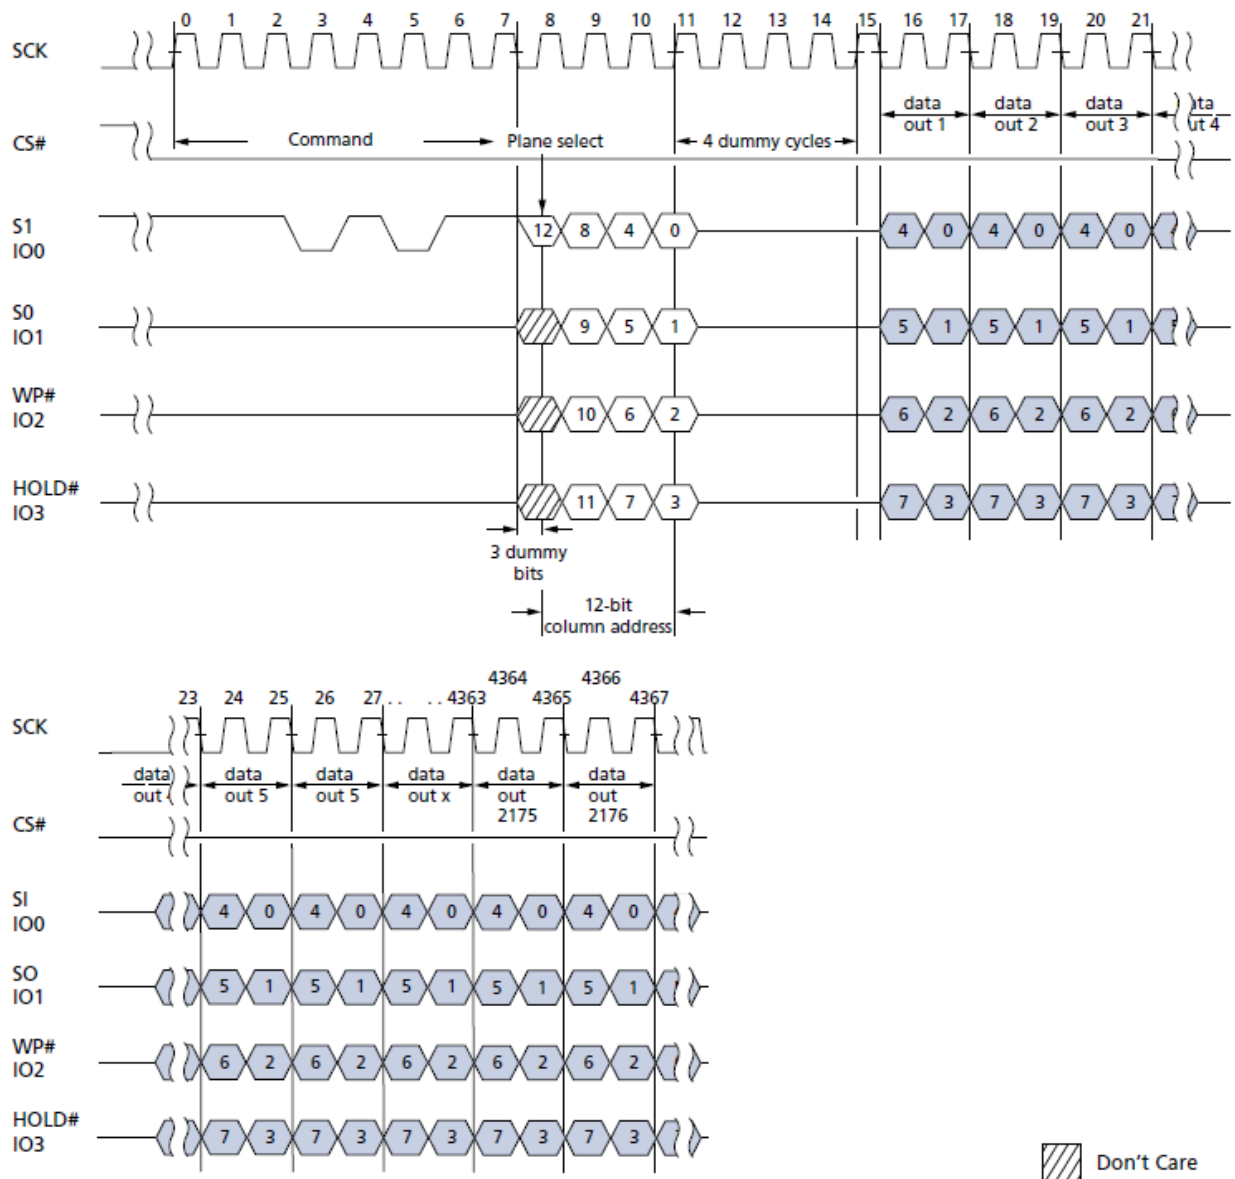 0 1 2 3 4 5 6 7 8 9 10 11 12 13 14 15 16 17 18 19 20 21
SCK
data out 1
data out 2
data out 3
ut 4
CS#
Command
Plane select
4 dummy cycles
S1
IO0
12 8 4 0 4 0 4 0 4 0
S0
IO1
9 5 1 5 1 5 1 5 1
WP#
IO2
10 6 2 6 2 6 2 6 2
HOLD#
IO3
11 7 3 7 3 7 3 7 3
3 dummy
bits
12-bit
column address
4364 4366
23 24 25 26 27 . . . . 4363 4365 4367
SCK
data
out
data
out 5
data
out 5
data
out x
data
out
2175
data
out
2176
CS#
SI
IO0
4 0 4 0 4 0 4 0 4 0
SO
IO1
5 1 5 1 5 1 5 1 5 1
WP#
IO2
6 2 6 2 6 2 6 2 6 2
HOLD#
IO3
7 3 7 3 7 3 7 3 7 3
Don't Care